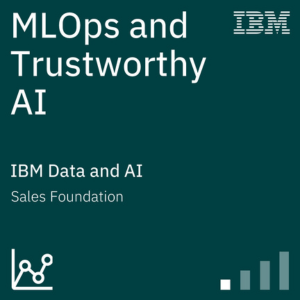 MLOps and
IBM
Trustworthy
AI
IBM Data and AI
Sales Foundation